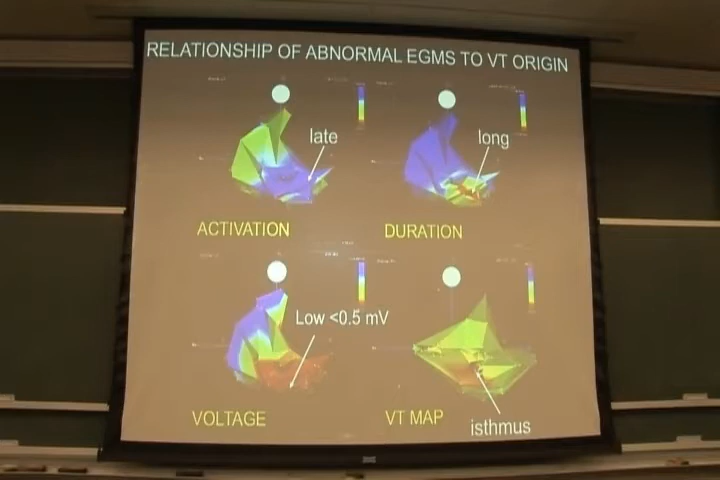 RELATIONSHIP OF ABNORMAL EGMS TO VT ORIGIN
late
long
ACTIVATION
DURATION
Low <0.5 mV
VOLTAGE
VT MAP
isthmus